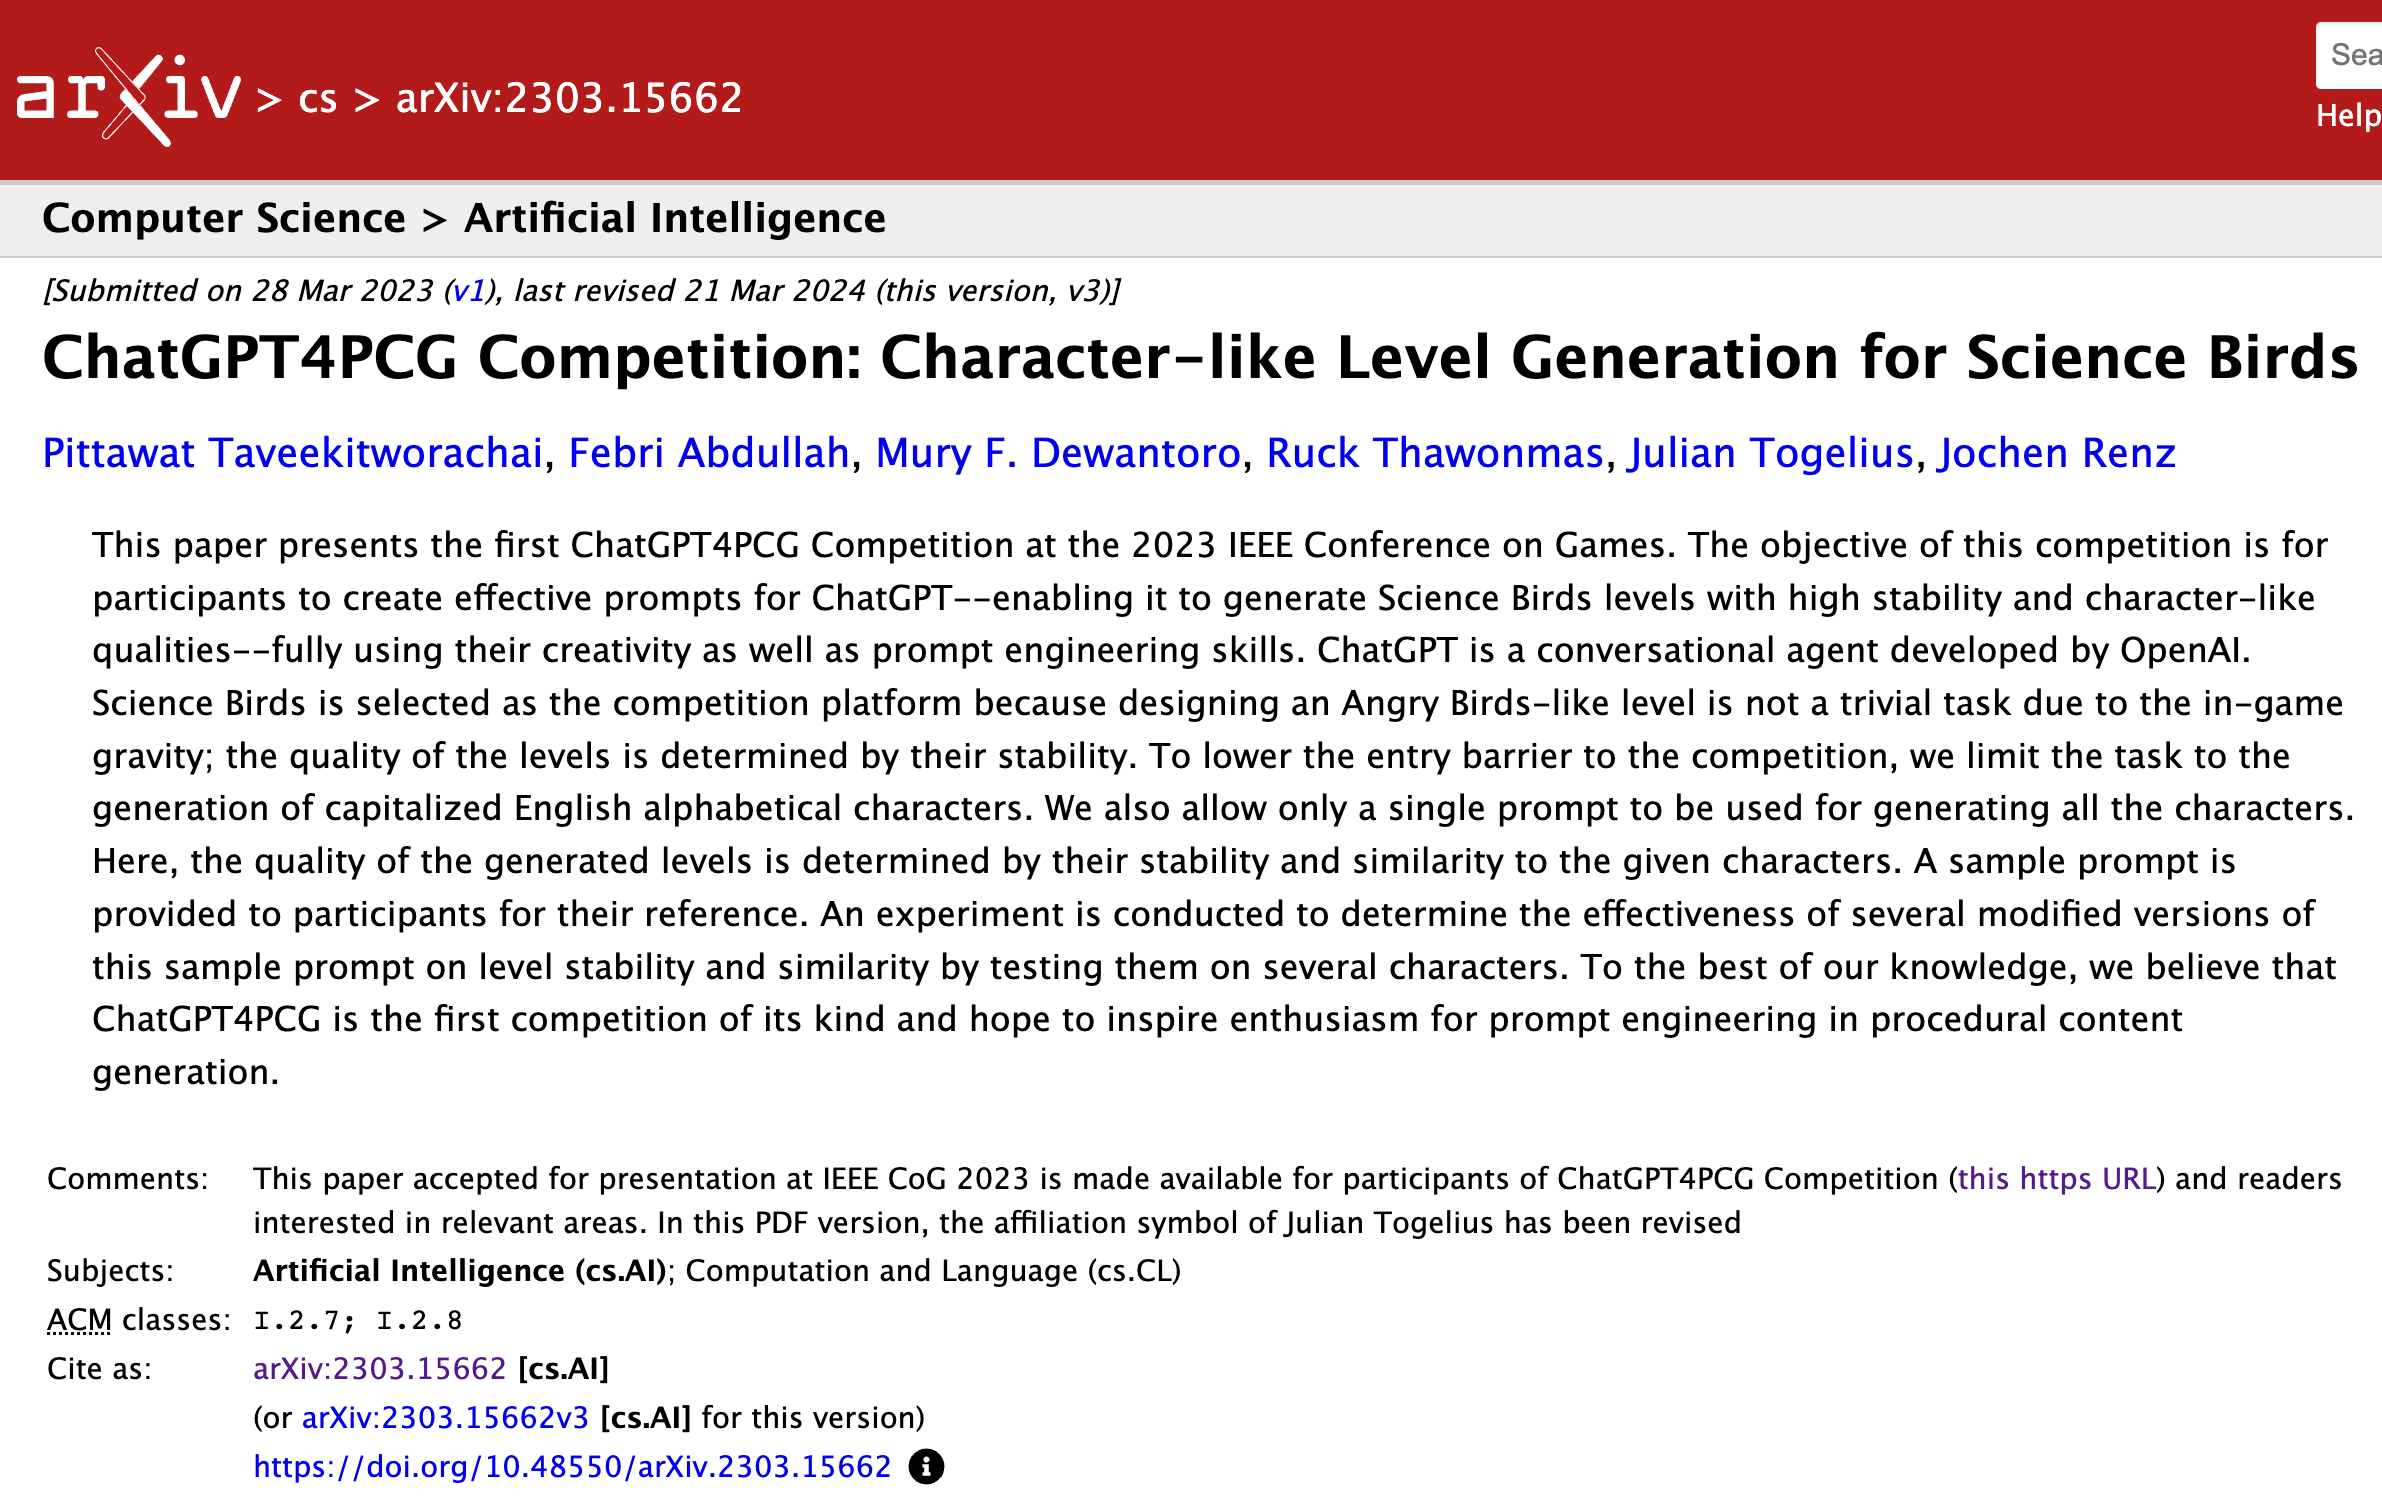 arXiv > cs > arXiv:2303.15662
Help
Computer Science > Artificial Intelligence
[Submitted on 28 Mar 2023 (v1), last revised 21 Mar 2024 (this version, v3)]
ChatGPT4PCG Competition: Character-like Level Generation for Science Birds
Pittawat Taveekitworachai, Febri Abdullah, Mury F. Dewantoro, Ruck Thawonmas, Julian Togelius, Jochen Renz
This paper presents the first ChatGPT4PCG Competition at the 2023 IEEE Conference on Games. The objective of this competition is for
participants to create effective prompts for ChatGPT--enabling it to generate Science Birds levels with high stability and character-like
qualities--fully using their creativity as well as prompt engineering skills. ChatGPT is a conversational agent developed by OpenAI.
Science Birds is selected as the competition platform because designing an Angry Birds-like level is not a trivial task due to the in-game
gravity; the quality of the levels is determined by their stability. To lower the entry barrier to the competition, we limit the task to the
generation of capitalized English alphabetical characters. We also allow only a single prompt to be used for generating all the characters.
Here, the quality of the generated levels is determined by their stability and similarity to the given characters. A sample prompt is
provided to participants for their reference. An experiment is conducted to determine the effectiveness of several modified versions of
this sample prompt on level stability and similarity by testing them on several characters. To the best of our knowledge, we believe that
ChatGPT4PCG is the first competition of its kind and hope to inspire enthusiasm for prompt engineering in procedural content
generation.
Comments: This paper accepted for presentation at IEEE CoG 2023 is made available for participants of ChatGPT4PCG Competition (this https URL) and readers
interested in relevant areas. In this PDF version, the affiliation symbol of Julian Togelius has been revised
Subjects: Artificial Intelligence (cs.AI); Computation and Language (cs.CL)
ACM classes: I.2.7; I.2.8
Cite as: arXiv:2303.15662 [cs.AI]
(or arXiv:2303.15662v3 [cs.AI] for this version)
https://doi.org/10.48550/arXiv.2303.15662